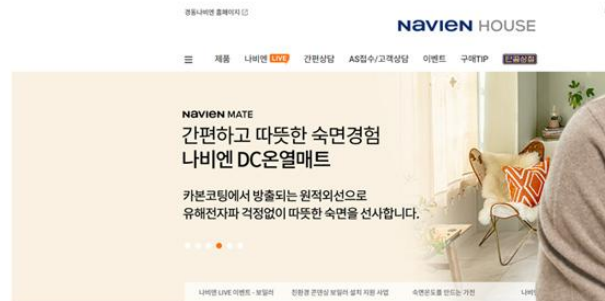 경동나비엔 홈페이지
NAVIEN HOUSE
제품 나비엔 LIVE 간편상담 AS접수/고객상담 이벤트 구매TIP 단골상점
NAVIEN MATE
간편하고 따뜻한 숙면경험
나비엔 DC온열매트
카본코팅에서 방출되는 원적외선으로
유해전자파 걱정없이 따뜻한 숙면을 선사합니다.
나비엔 LIVE 이벤트 - 보일러 친환경 콘덴싱 보일러 설치 지원 사업 숙면온도를 만드는 가전